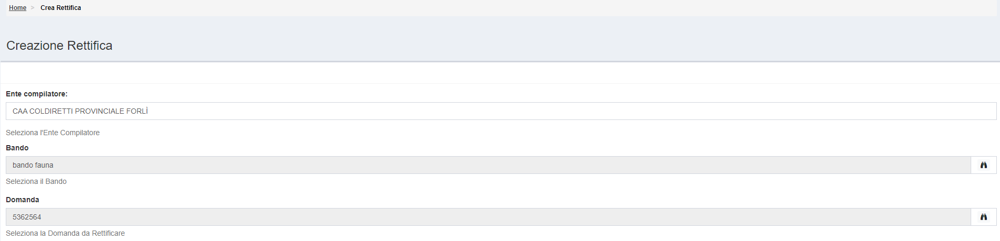 Home > Crea Rettifica
Creazione Rettifica
Ente compilatore:
CAA COLDIRETTI PROVINCIALE FORLÌ
Seleziona l'Ente Compilatore
Bando
bando fauna
Seleziona il Bando
Domanda
5362564
Seleziona la Domanda da Rettificare